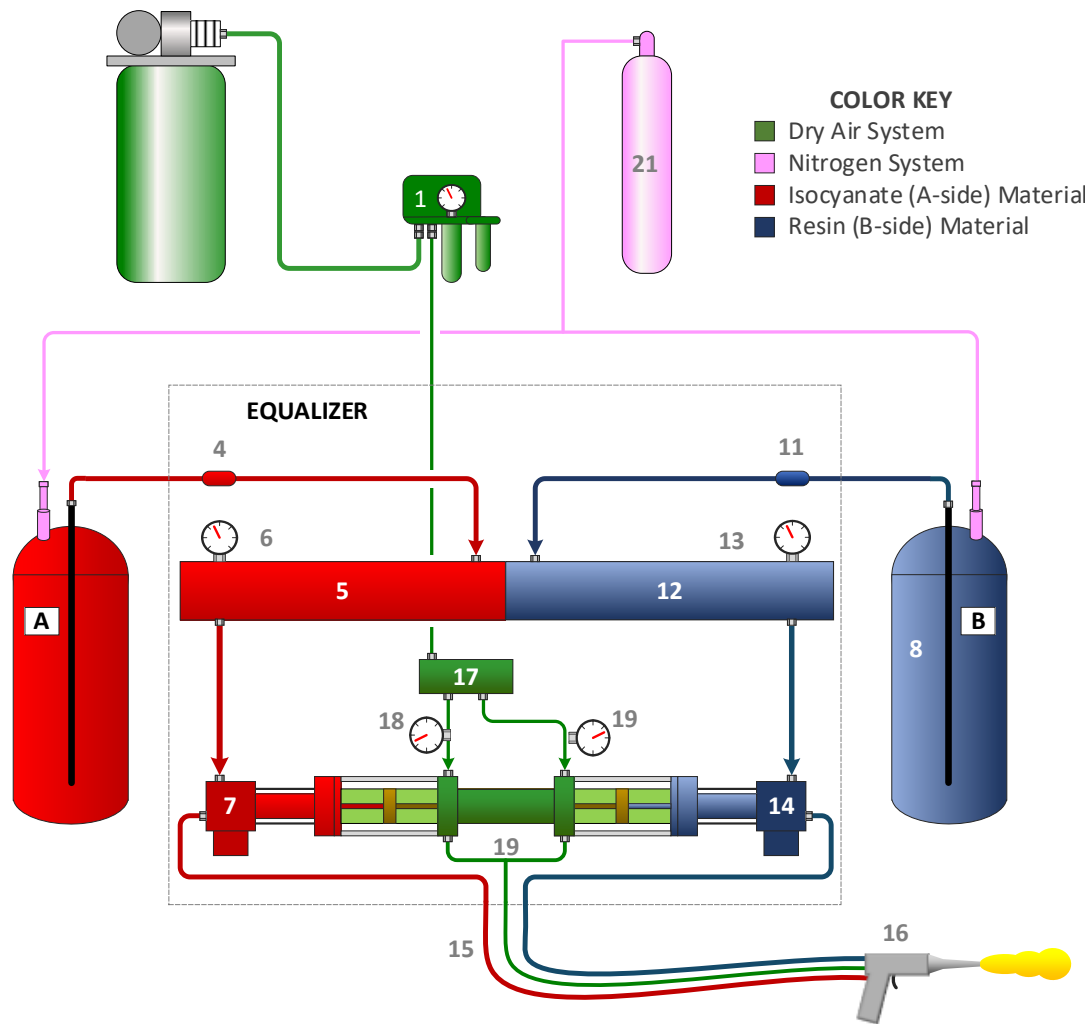 COLOR KEY
Dry Air System
Nitrogen System
Isocyanate (A-side) Material
Resin (B-side) Material
21
1
EQUALIZER
4
11
6
13
5
12
A
B
8
17
18
19
7
14
19
15
16